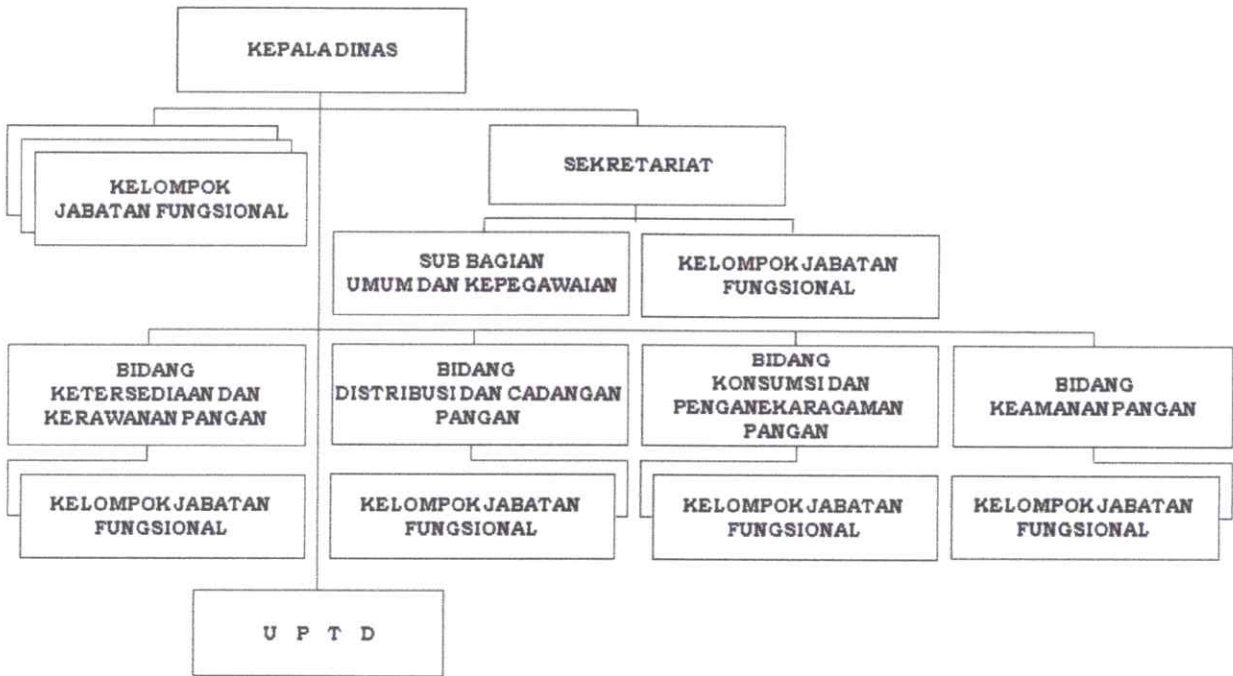 KEPALA DINAS
KELOMPOK
JABATAN FUNGSIONAL
SEKRETARIAT
SUB BAGIAN
UMUM DAN KEPEGAWAIAN
KELOMPOK JABATAN
FUNGSIONAL
BIDANG
KETERSEDIAAN DAN
KERAWANAN PANGAN
BIDANG
DISTRIBUSI DAN CADANGAN
PANGAN
BIDANG
KONSUMSI DAN
PENGANEKARAGAMAN
PANGAN
BIDANG
KEAMANAN PANGAN
KELOMPOK JABATAN
FUNGSIONAL
KELOMPOK JABATAN
FUNGSIONAL
KELOMPOK JABATAN
FUNGSIONAL
KELOMPOK JABATAN
FUNGSIONAL
U P T D